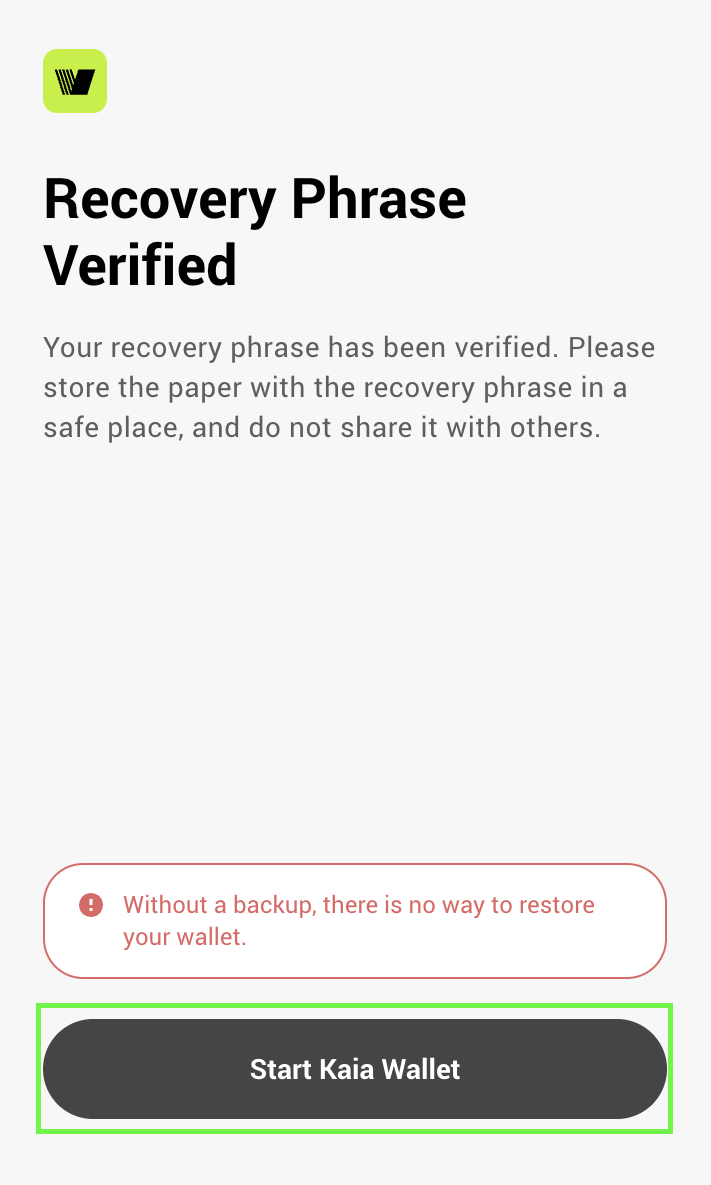 Recovery Phrase
Verified
Your recovery phrase has been verified. Please
store the paper with the recovery phrase in a
safe place, and do not share it with others.
Without a backup, there is no way to restore
your wallet.
Start Kaia Wallet